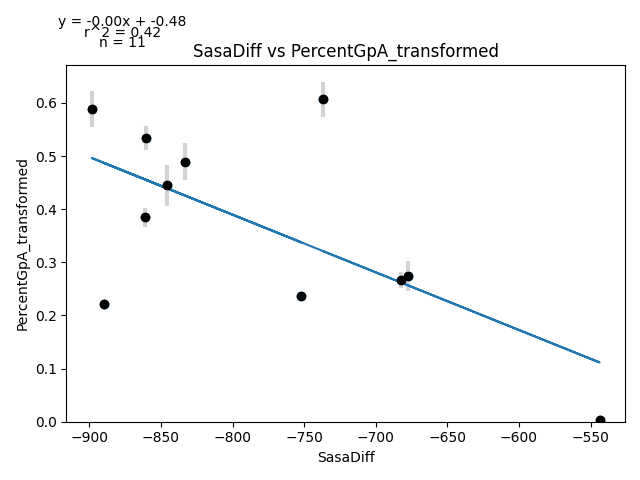 y = -0.00x + -0.48
r^2 = 0.42
n = 11
SasaDiff vs PercentGpA_transformed
PercentGpA_transformed
0.6
0.5
0.4
0.3
0.2
0.1
0.0
−900
−850
−800
−750
−700
−650
−600
−550
SasaDiff